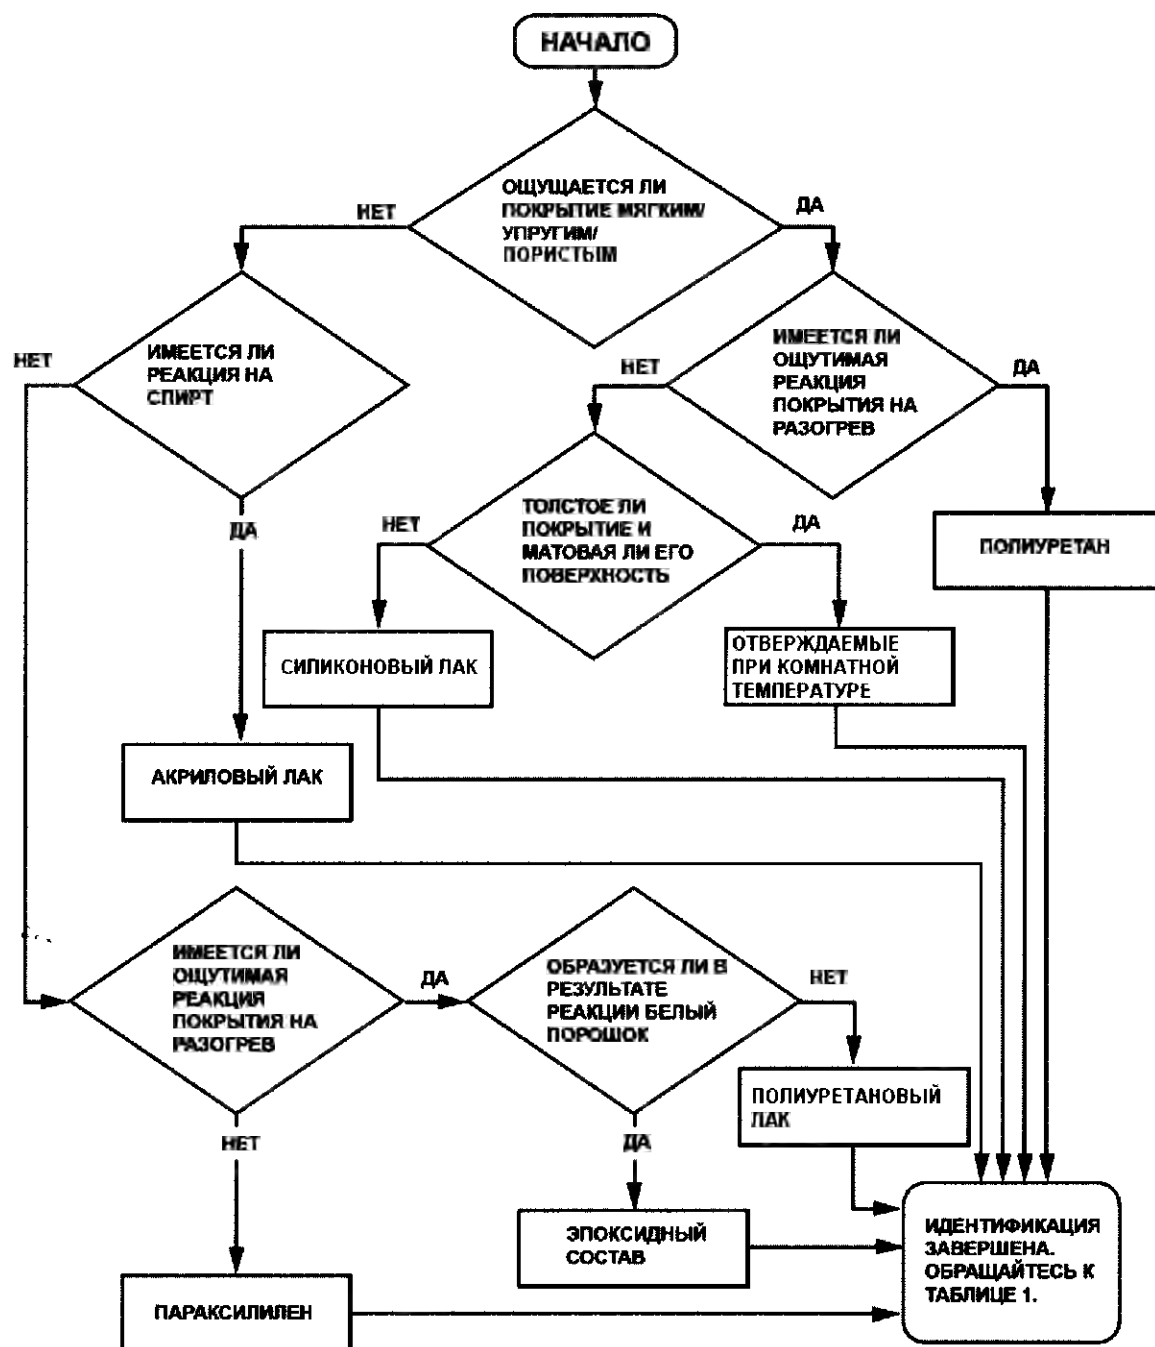 НАЧАЛО
ОЩУЩАЕТСЯ ЛИ
ПОКРЫТИЕ МЯГКИМ/
УПРУГИМ/
ПОРИСТЫМ
НЕТ
ДА
ИМЕЕТСЯ ЛИ
РЕАКЦИЯ НА
СПИРТ
НЕТ
ДА
ИМЕЕТСЯ ЛИ
ОЩУТИМАЯ
РЕАКЦИЯ
ПОКРЫТИЯ НА
РАЗОГРЕВ
НЕТ
ДА
ТОЛСТОЕ ЛИ
ПОКРЫТИЕ И
МАТОВАЯ ЛИ ЕГО
ПОВЕРХНОСТЬ
НЕТ
ДА
ПОЛИУРЕТАН
СИЛИКОНОВЫЙ ЛАК
ОТВЕРЖДАЕМЫЕ
ПРИ КОМНАТНОЙ
ТЕМПЕРАТУРЕ
АКРИЛОВЫЙ ЛАК
ИМЕЕТСЯ ЛИ
ОЩУТИМАЯ
РЕАКЦИЯ
ПОКРЫТИЯ НА
РАЗОГРЕВ
ДА
НЕТ
ОБРАЗУЕТСЯ ЛИ В
РЕЗУЛЬТАТЕ
РЕАКЦИИ БЕЛЫЙ
ПОРОШОК
НЕТ
ДА
ПОЛИУРЕТАНОВЫЙ
ЛАК
ЭПОКСИДНЫЙ
СОСТАВ
ПАРАКСИЛИЛЕН
ИДЕНТИФИКАЦИЯ
ЗАВЕРШЕНА.
ОБРАЩАЙТЕСЬ К
ТАБЛИЦЕ 1.